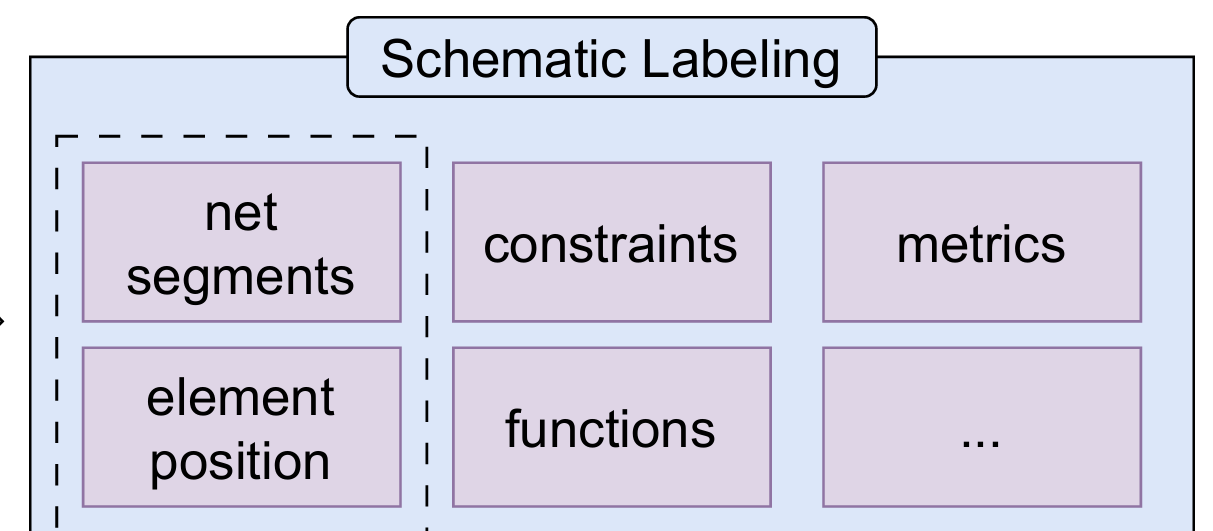 Schematic Labeling
net
segments
constraints
metrics
element
position
functions
...